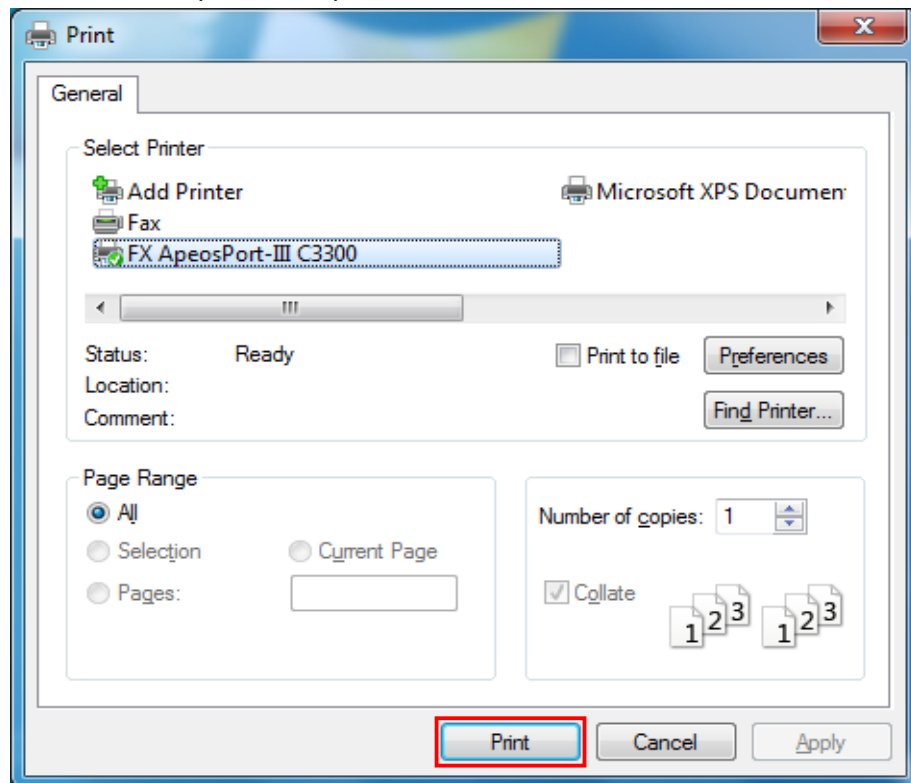 Print
x
General
Select Printer
Add Printer
Microsoft XPS Documen
Fax
FX ApeosPort-III C3300
Status: Ready
Print to file
Preferences
Location:
Comment:
Find Printer...
Page Range
All
Selection
Current Page
Pages:
Number of copies: 1
Collate
1 2 3 1 2 3
Print
Cancel
Apply